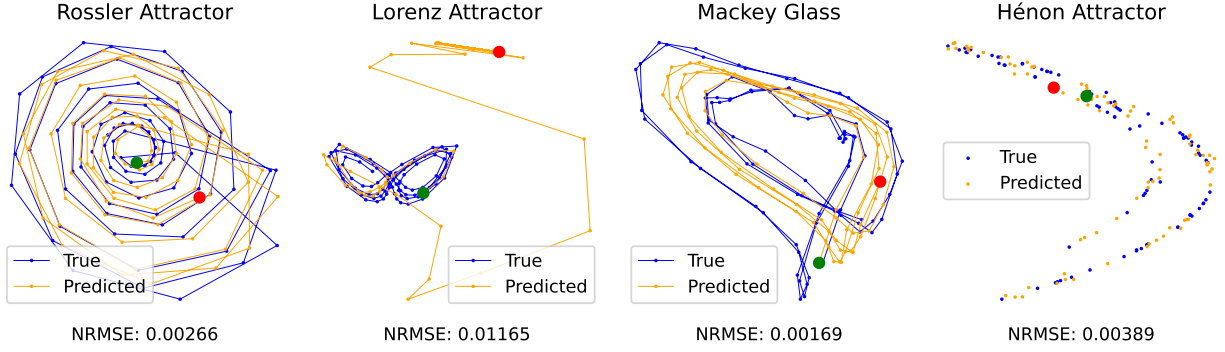 Rossler Attractor
Lorenz Attractor
Mackey Glass
Hénon Attractor
True
Predicted
True
Predicted
True
Predicted
True
Predicted
NRMSE: 0.00266
NRMSE: 0.01165
NRMSE: 0.00169
NRMSE: 0.00389